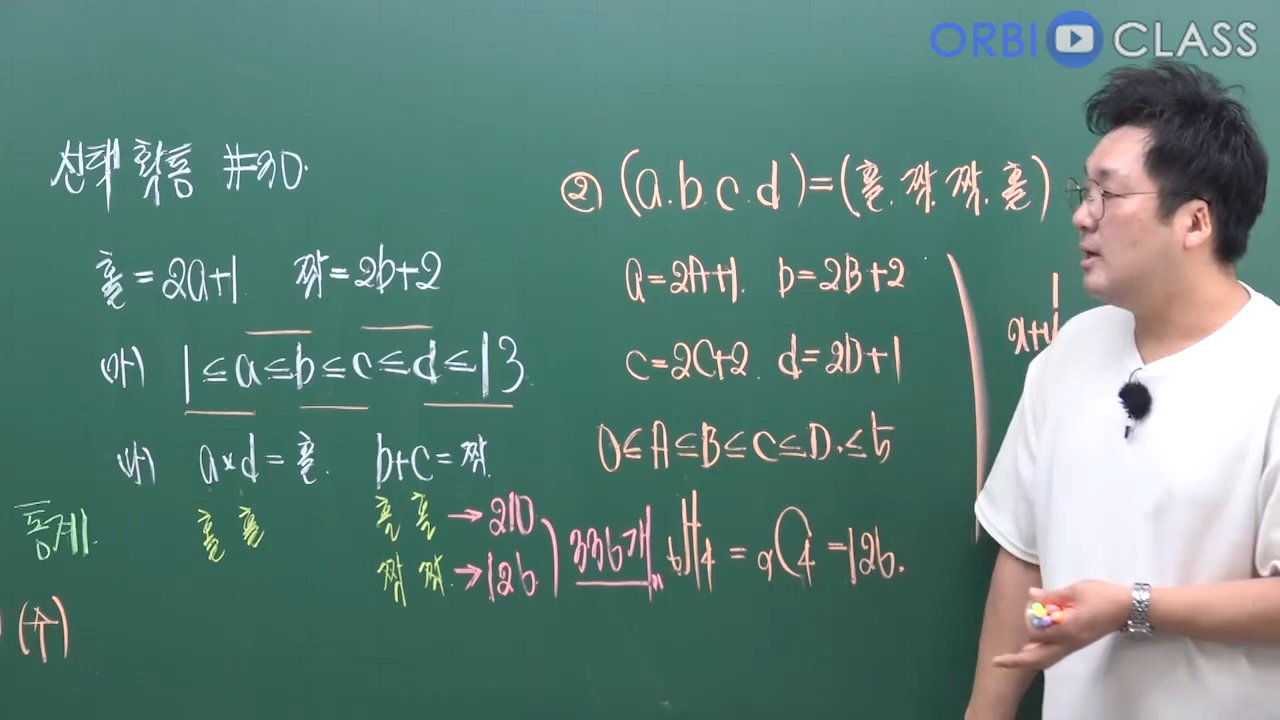 ORBI CLASS
선택 확통 #30.
홀=2a+1 짝=2b+2
(가) 1≤a≤b≤c≤d≤13
(나) a×d=홀. b+c=짝.
통계.
홀 홀
홀 홀 → 210
짝 짝. → 126.
336개
(수)
② (a.b.c.d)=(홀.짝.짝.홀)
a=2A+1. b=2B+2
c=2C+2. d=2D+1
0≤A≤B≤C≤D.≤5
6H4 = 9C4 = 126.